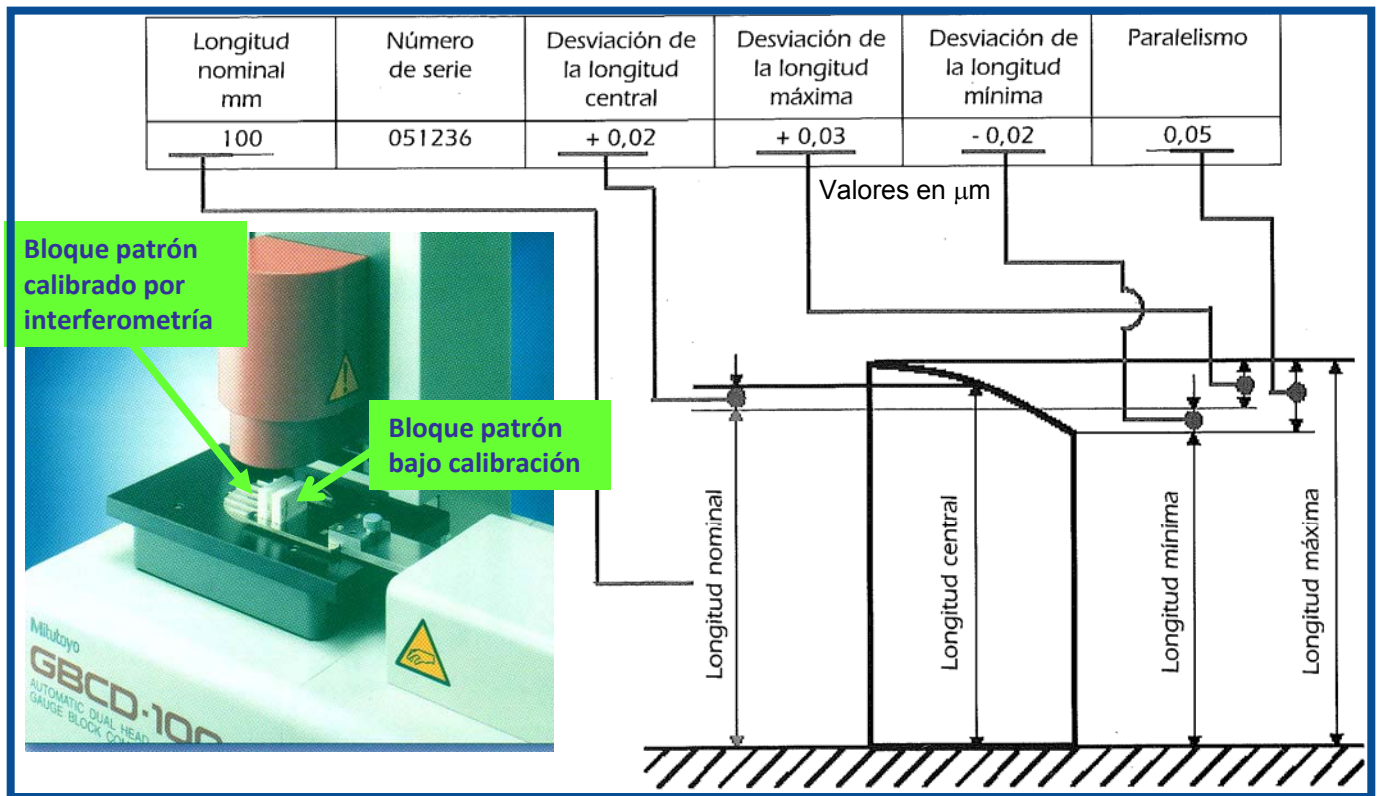 Longitud
nominal
mm
Número
de serie
Desviación de
la longitud
central
Desviación de
la longitud
máxima
Desviación de
la longitud
mínima
Paralelismo
100
051236
+ 0,02
+ 0,03
- 0,02
0,05
Valores en μm
Bloque patrón
calibrado por
interferometría
Bloque patrón
bajo calibración
Longitud nominal
Longitud central
Longitud mínima
Longitud máxima
Mitutoyo
GBCD-100
AUTOMATIC DUAL HEAD
GAUGE BLOCK